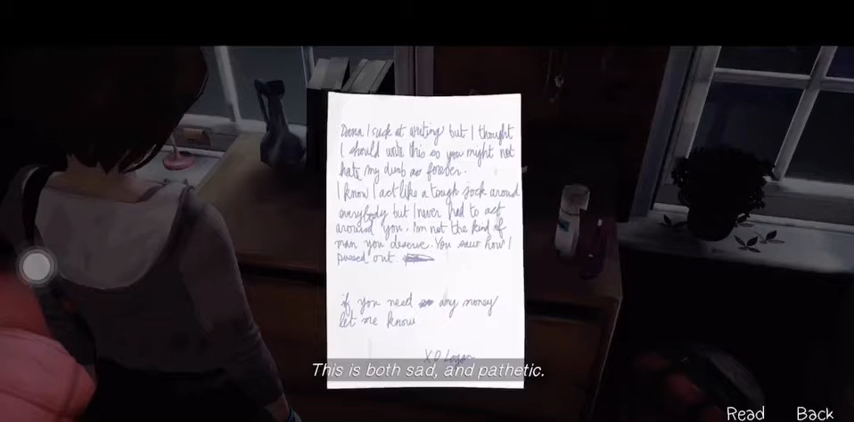 Dana I suck at writing but I thought
I should write this so you might not
hate my dumb ass forever.
I know I act like a tough jock around
everybody but I never had to act
around you. I'm not the kind of
man you deserve. You saw how I
pussed out
if you need any money
let me know
XO Logan
This is both sad, and pathetic.
Read Back